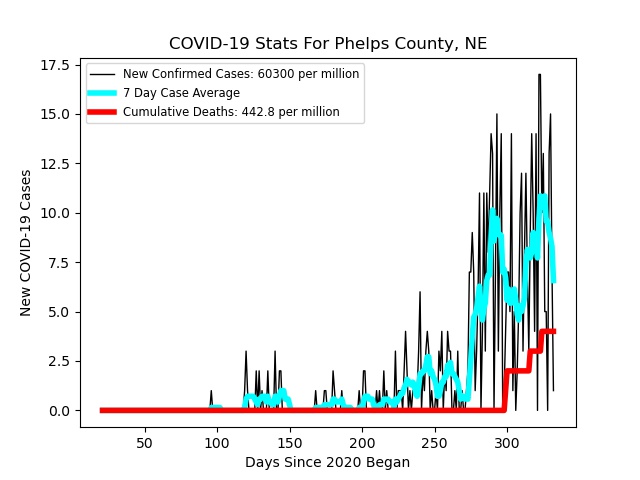 COVID-19 Stats For Phelps County, NE
New Confirmed Cases: 60300 per million
7 Day Case Average
Cumulative Deaths: 442.8 per million
17.5
15.0
12.5
10.0
7.5
5.0
2.5
0.0
New COVID-19 Cases
50 100 150 200 250 300
Days Since 2020 Began